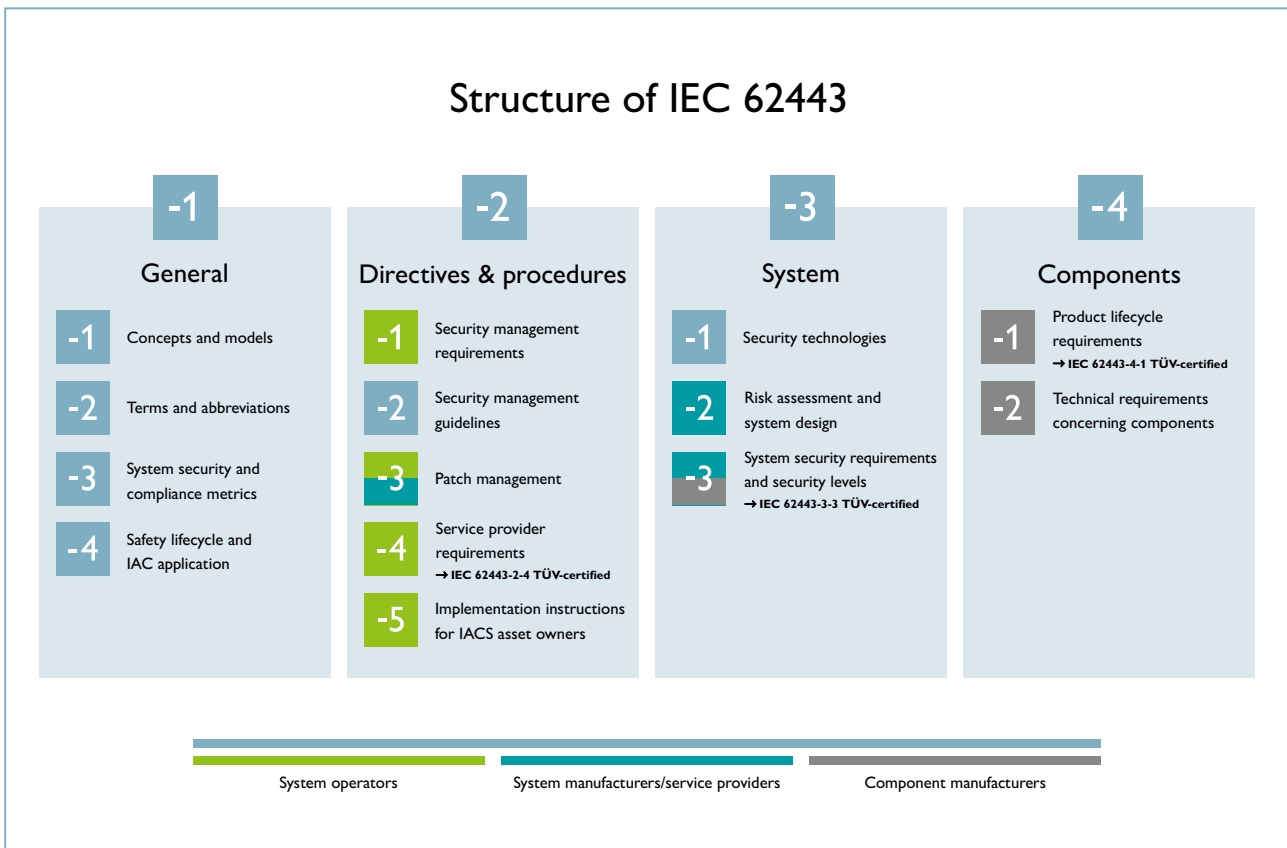 Structure of IEC 62443
-1
General
-1
Concepts and models
-2
Terms and abbreviations
-3
System security and
compliance metrics
-4
Safety lifecycle and
IAC application
-2
Directives & procedures
-1
Security management
requirements
-2
Security management
guidelines
-3
Patch management
-4
Service provider
requirements
→ IEC 62443-2-4 TÜV-certified
-5
Implementation instructions
for IACS asset owners
-3
System
-1
Security technologies
-2
Risk assessment and
system design
-3
System security requirements
and security levels
→ IEC 62443-3-3 TÜV-certified
-4
Components
-1
Product lifecycle
requirements
→ IEC 62443-4-1 TÜV-certified
-2
Technical requirements
concerning components
System operators
System manufacturers/service providers
Component manufacturers